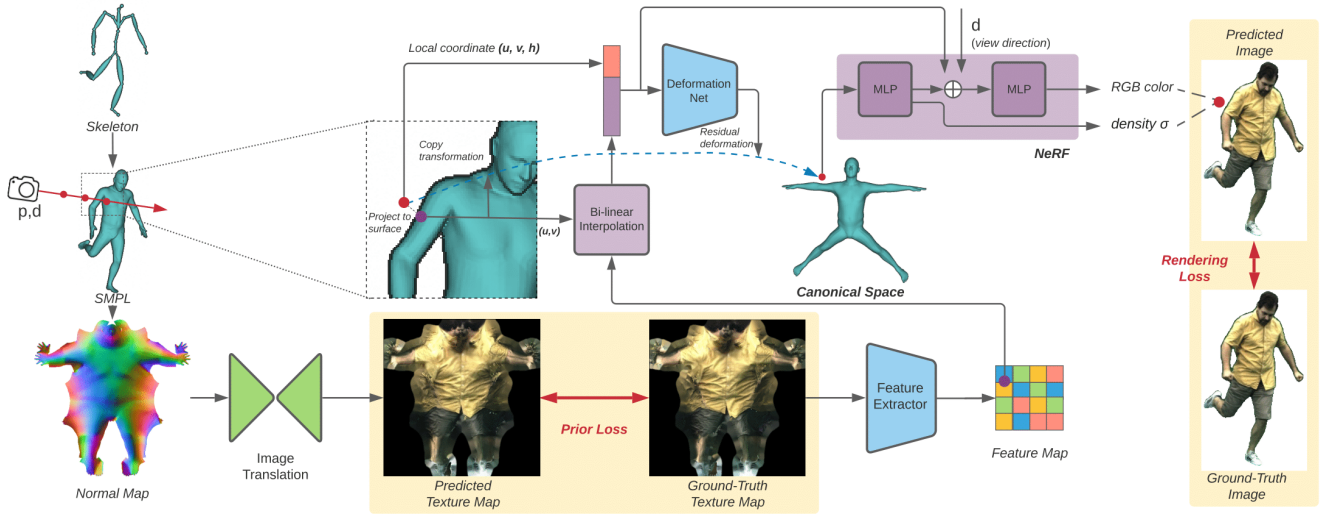 Skeleton
p,d
SMPL
Normal Map
Image
Translation
Local coordinate (u, v, h)
Copy
transformation
Project to
surface
(u,v)
Bi-linear
Interpolation
Deformation
Net
Residual
deformation
d
(view direction)
MLP
MLP
NeRF
RGB color
density σ
Canonical Space
Predicted
Texture Map
Prior Loss
Ground-Truth
Texture Map
Feature
Extractor
Feature Map
Predicted
Image
Rendering
Loss
Ground-Truth
Image